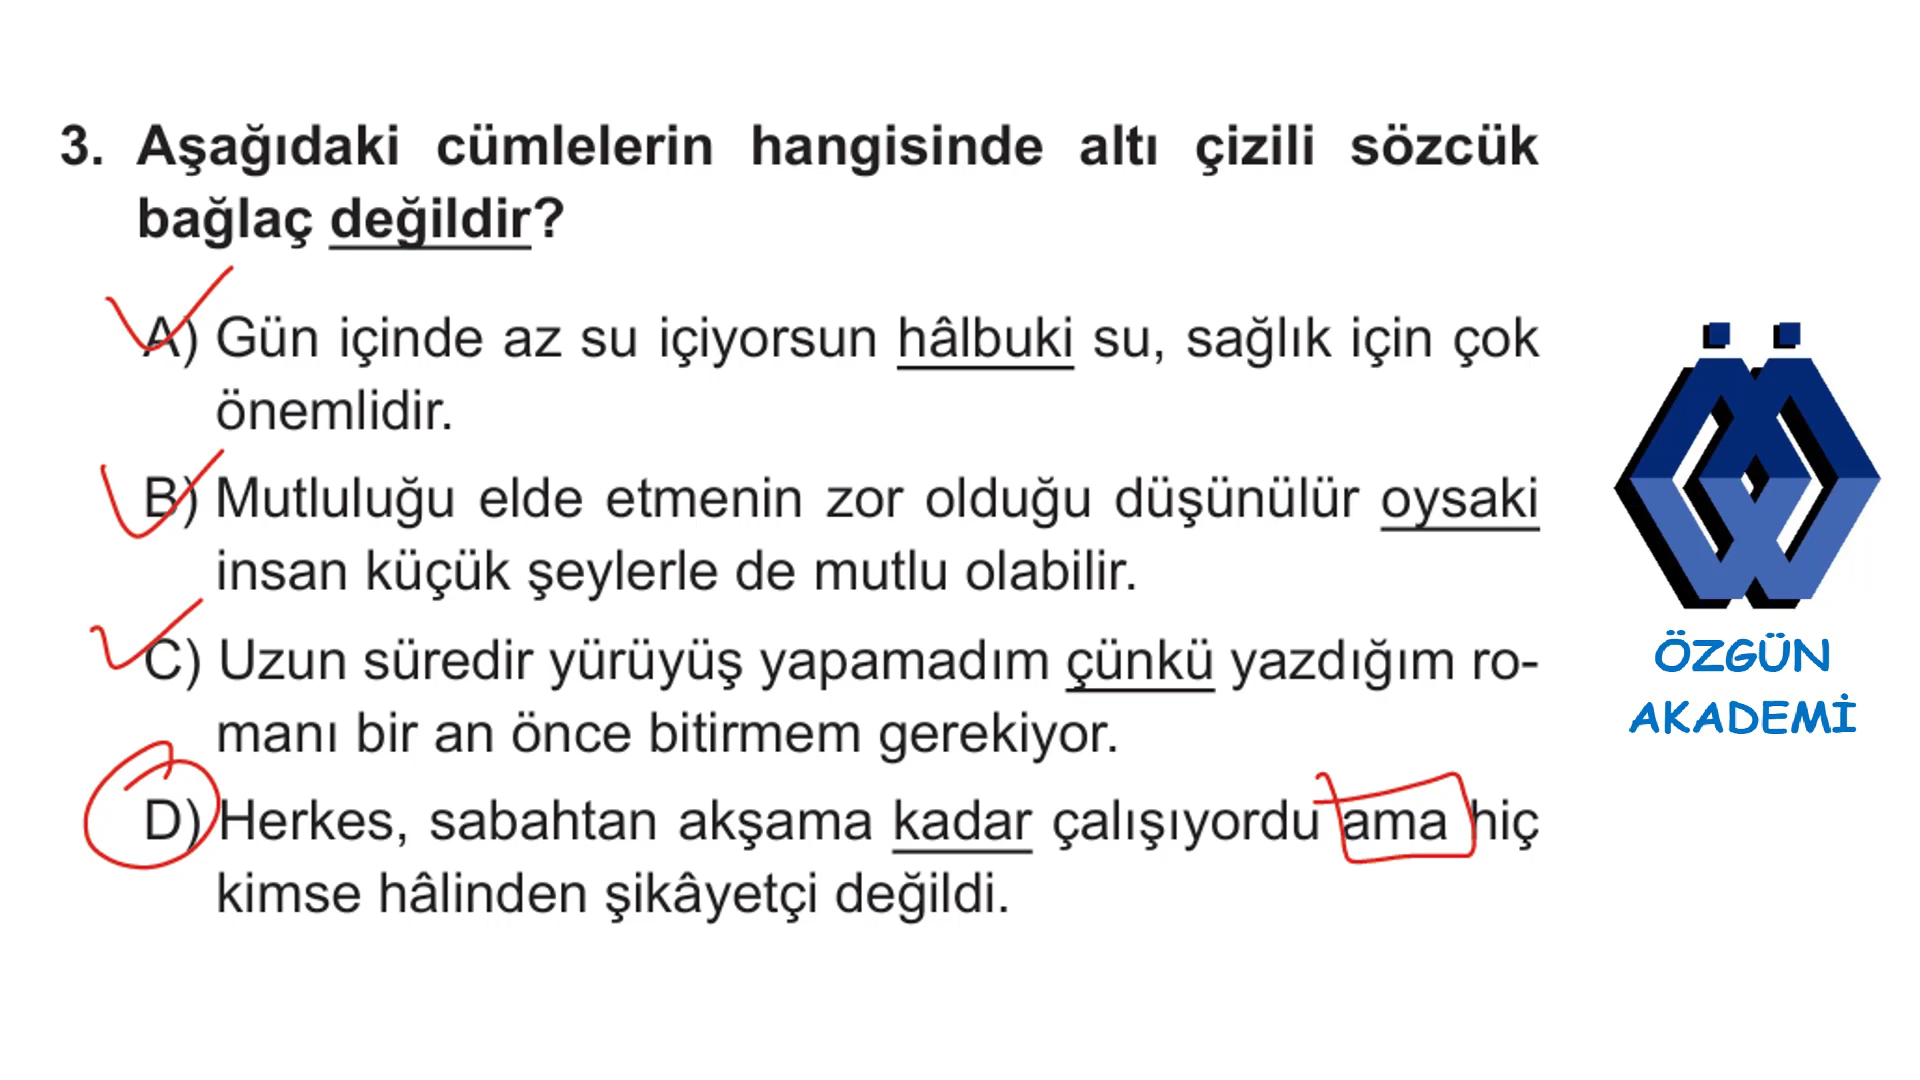 3. Aşağıdaki cümlelerin hangisinde altı çizili sözcük
bağlaç değildir?
A) Gün içinde az su içiyorsun hâlbuki su, sağlık için çok
önemlidir.
B) Mutluluğu elde etmenin zor olduğu düşünülür oysaki
insan küçük şeylerle de mutlu olabilir.
C) Uzun süredir yürüyüş yapamadım çünkü yazdığım ro-
manı bir an önce bitirmem gerekiyor.
D) Herkes, sabahtan akşama kadar çalışıyordu ama hiç
kimse hâlinden şikâyetçi değildi.
ÖZGÜN
AKADEMİ